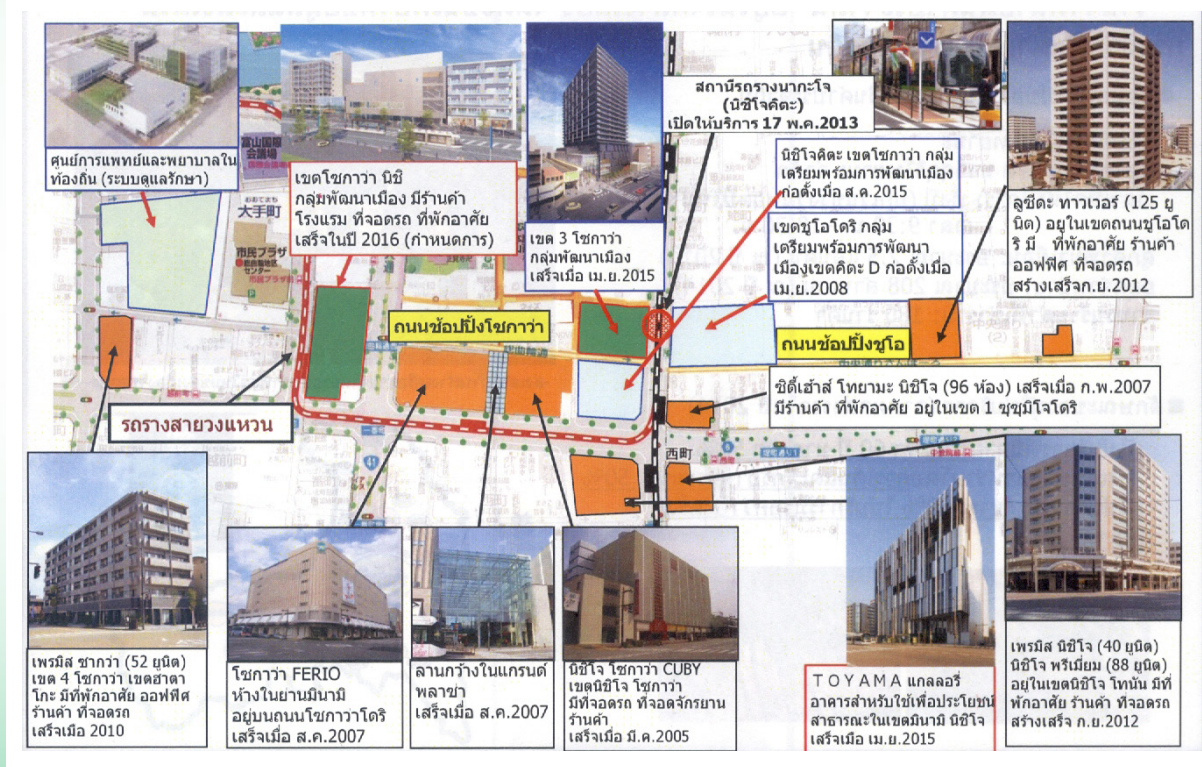 ศูนย์การแพทย์และพยาบาลใน
ท้องถิ่น (ระบบดูแลรักษา)
เขตโซกาว่า นิชิ
กลุ่มพัฒนาเมือง มีร้านค้า
โรงแรม ที่จอดรถ ที่พักอาศัย
เสร็จในปี 2016 (กำหนดการ)
เขต 3 โซกาว่า
กลุ่มพัฒนาเมือง
เสร็จเมื่อ เม.ย.2015
สถานีรถรางนากะโจ
(นิชิโจคิตะ)
เปิดให้บริการ 17 พ.ค.2013
นิชิโจคิตะ เขตโซกาว่า กลุ่ม
เตรียมพร้อมการพัฒนาเมือง
ก่อตั้งเมื่อ ส.ค.2015
เขตชูโอโดริ กลุ่ม
เตรียมพร้อมการพัฒนา
เมืองเขตคิตะ D ก่อตั้งเมื่อ
เม.ย.2008
ลูซีดะ ทาวเวอร์ (125 ยู
นิต) อยู่ในเขตถนนชูโอโด
ริ มี ที่พักอาศัย ร้านค้า
ออฟฟิศ ที่จอดรถ
สร้างเสร็จก.ย.2012
富山国際
会議場
大手町
市民プラザ
ถนนช้อปปิ้งโซกาว่า
ถนนช้อปปิ้งชูโอ
ซิตี้เฮ้าส์ โทยามะ นิชิโจ (96 ห้อง) เสร็จเมื่อ ก.พ.2007
มีร้านค้า ที่พักอาศัย อยู่ในเขต 1 ซุซุมิโจโดริ
รถรางสายวงแหวน
西町
41
เพรมิส ซากว่า (52 ยูนิต)
เขต 4 โซกาว่า เขตฮาตา
โกะ มีที่พักอาศัย ออฟฟิศ
ร้านค้า ที่จอดรถ
เสร็จเมื่อ 2010
โซกาว่า FERIO
ห้างในย่านมินามิ
อยู่บนถนนโซกาวาโดริ
เสร็จเมื่อ ส.ค.2007
ลานกว้างในแกรนด์
พลาซ่า
เสร็จเมื่อ ส.ค.2007
นิชิโจ โซกาว่า CUBY
เขตนิชิโจ โซกาว่า
มีที่จอดรถ ที่จอดจักรยาน
ร้านค้า
เสร็จเมื่อ มี.ค.2005
TOYAMA แกลลอรี่
อาคารสำหรับใช้เพื่อประโยชน์
สาธารณะในเขตมินามิ นิชิโจ
เสร็จเมื่อ เม.ย.2015
เพรมิส นิชิโจ (40 ยูนิต)
นิชิโจ พรีเมี่ยม (88 ยูนิต)
อยู่ในเขตนิชิโจ โทนัน มีที่
พักอาศัย ร้านค้า ที่จอดรถ
สร้างเสร็จ ก.ย.2012